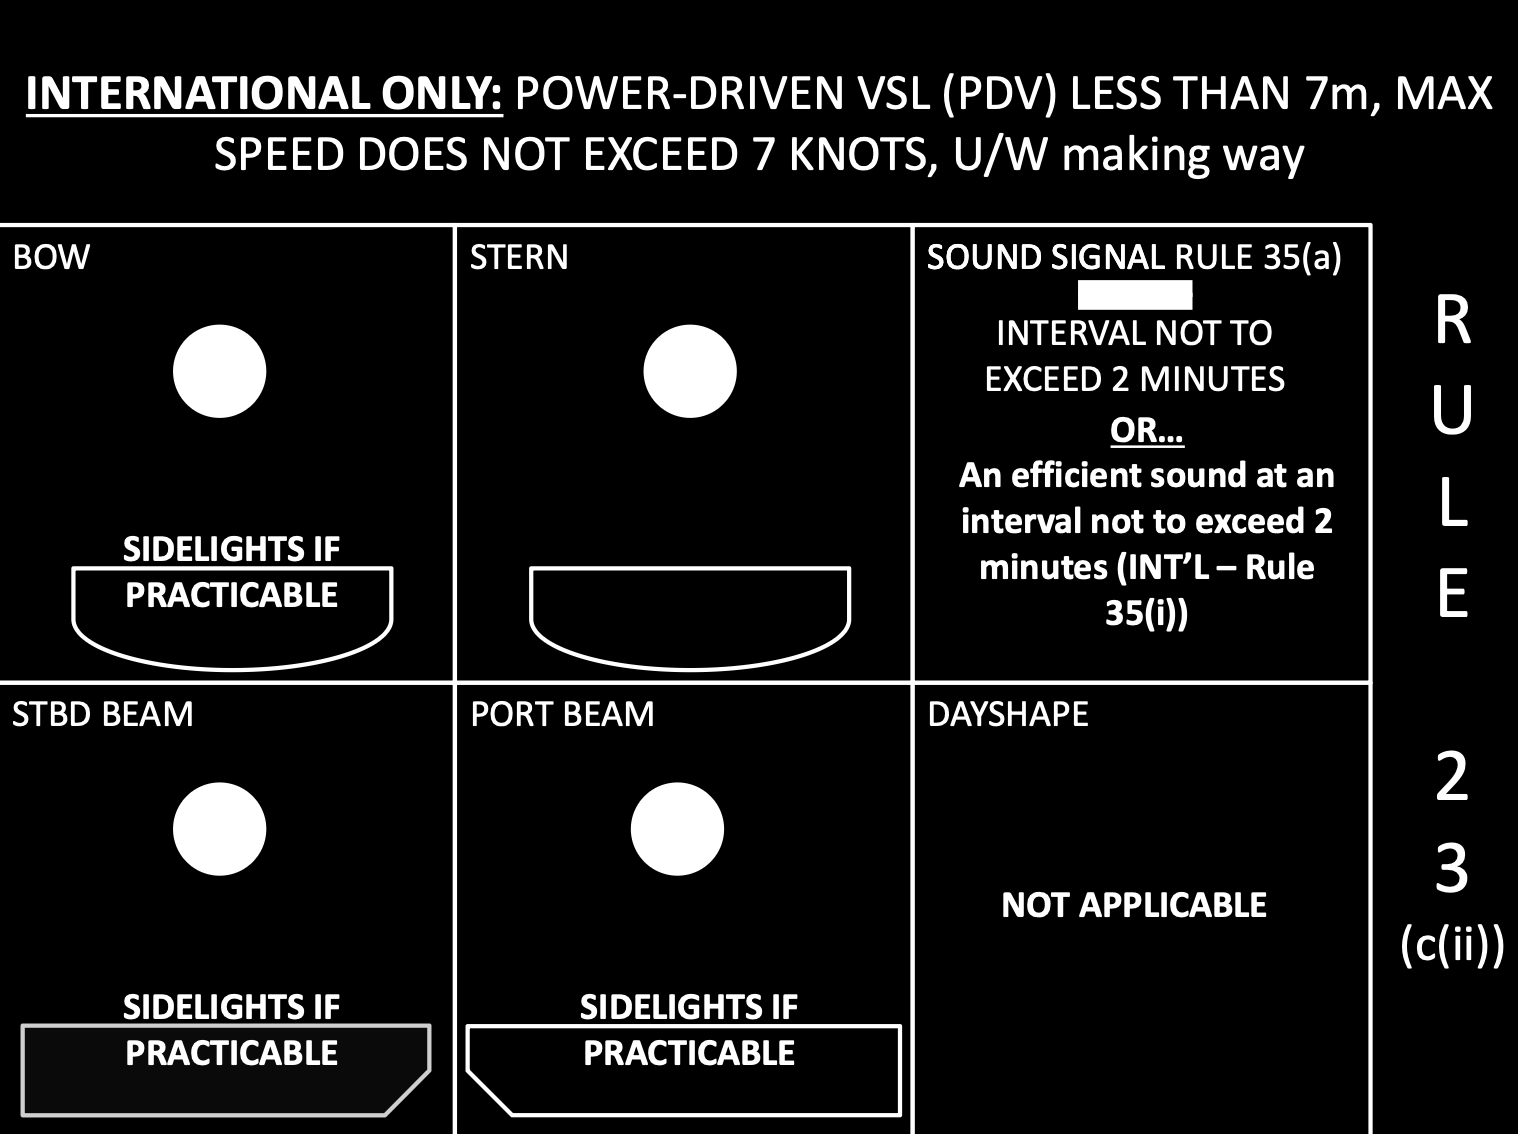 INTERNATIONAL ONLY: POWER-DRIVEN VSL (PDV) LESS THAN 7m, MAX
SPEED DOES NOT EXCEED 7 KNOTS, U/W making way
BOW
SIDELIGHTS IF
PRACTICABLE
STERN
SOUND SIGNAL RULE 35(a)
INTERVAL NOT TO
EXCEED 2 MINUTES
OR...
An efficient sound at an
interval not to exceed 2
minutes (INT’L – Rule
35(i))
STBD BEAM
SIDELIGHTS IF
PRACTICABLE
PORT BEAM
SIDELIGHTS IF
PRACTICABLE
DAYSHAPE
NOT APPLICABLE
R
U
L
E
2
3
(c(ii))